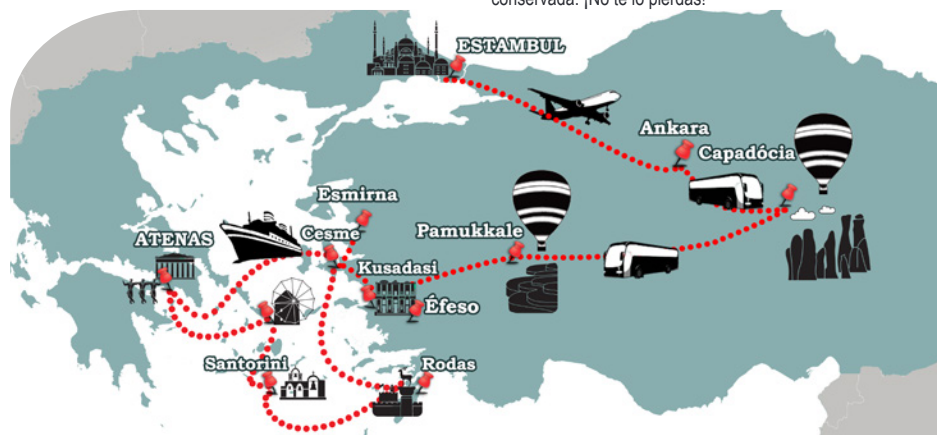 conservada. ¡No te lo pierdas!
ESTAMBUL
Ankara
Capadócia
Esmirna
Cesme
Pamukkale
ATENAS
Kusadasi
Éfeso
Santorini
Rodas